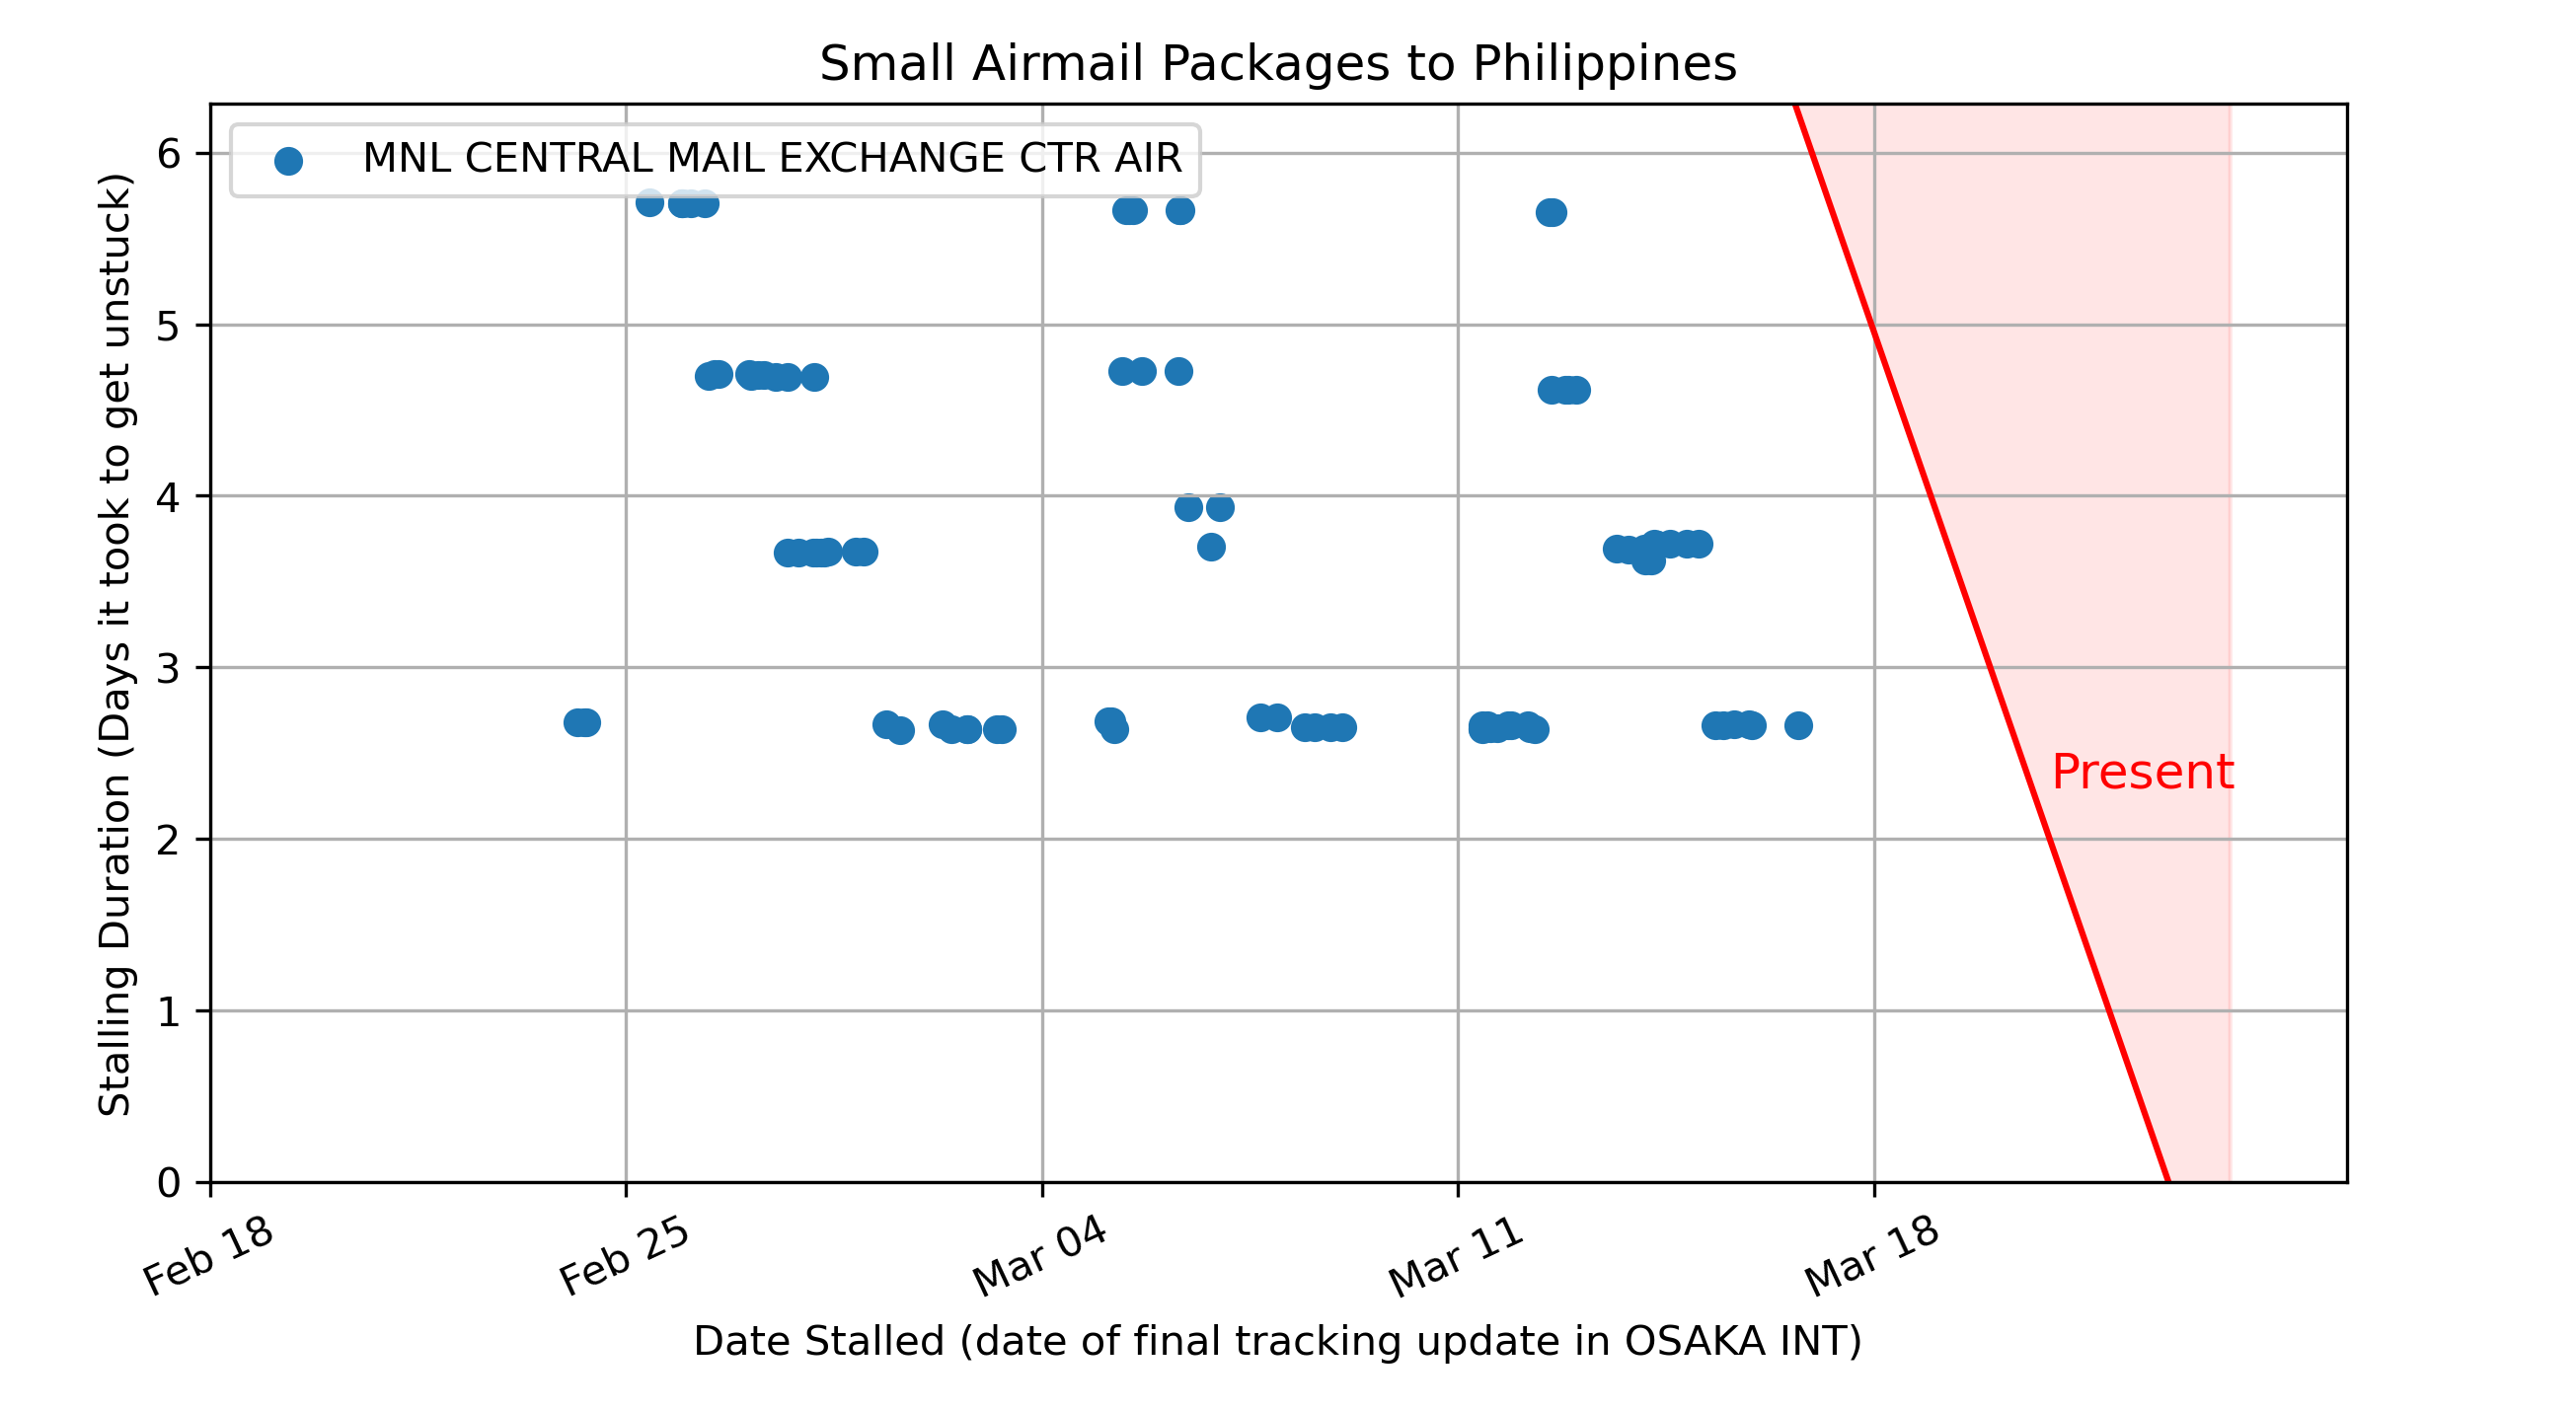 Small Airmail Packages to Philippines
MNL CENTRAL MAIL EXCHANGE CTR AIR
Stalling Duration (Days it took to get unstuck)
6
5
4
3
2
1
0
Present
Feb 18
Feb 25
Mar 04
Mar 11
Mar 18
Date Stalled (date of final tracking update in OSAKA INT)